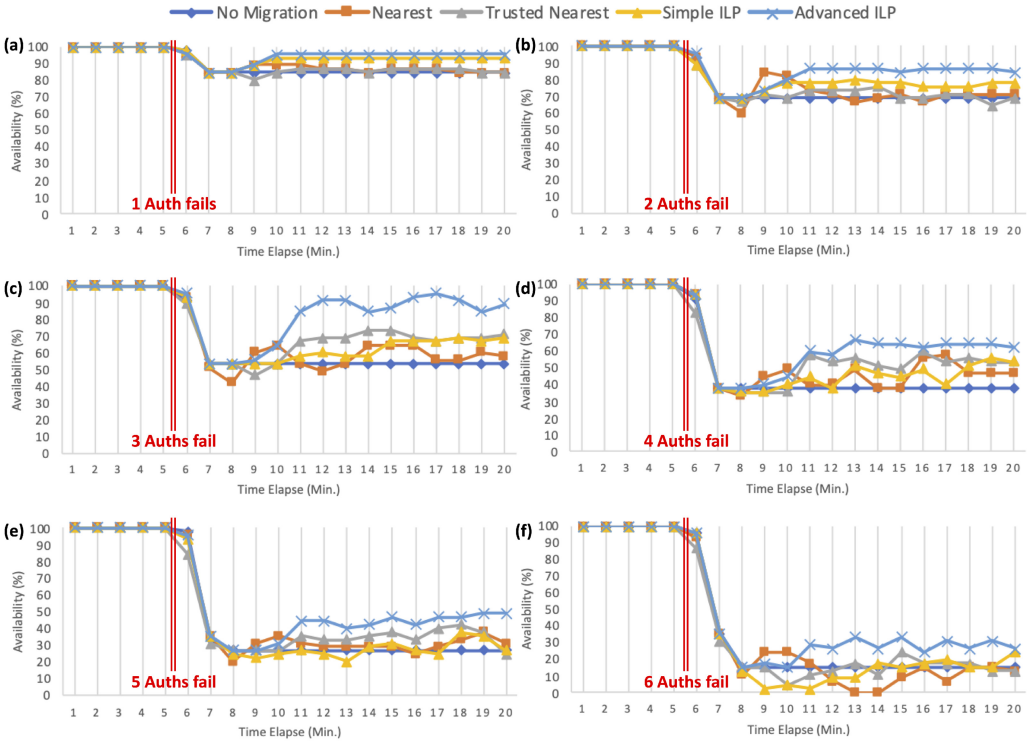 No Migration Nearest Trusted Nearest Simple ILP Advanced ILP
(a)
100
90
80
70
60
50
40
30
20
10
0
Availability (%)
1 Auth fails
1 2 3 4 5 6 7 8 9 10 11 12 13 14 15 16 17 18 19 20
Time Elapse (Min.)
(b)
100
90
80
70
60
50
40
30
20
10
0
Availability (%)
2 Auths fail
1 2 3 4 5 6 7 8 9 10 11 12 13 14 15 16 17 18 19 20
Time Elapse (Min.)
(c)
100
90
80
70
60
50
40
30
20
10
0
Availability (%)
3 Auths fail
1 2 3 4 5 6 7 8 9 10 11 12 13 14 15 16 17 18 19 20
Time Elapse (Min.)
(d)
100
90
80
70
60
50
40
30
20
10
0
Availability (%)
4 Auths fail
1 2 3 4 5 6 7 8 9 10 11 12 13 14 15 16 17 18 19 20
Time Elapse (Min.)
(e)
100
90
80
70
60
50
40
30
20
10
0
Availability (%)
5 Auths fail
1 2 3 4 5 6 7 8 9 10 11 12 13 14 15 16 17 18 19 20
Time Elapse (Min.)
(f)
100
90
80
70
60
50
40
30
20
10
0
Availability (%)
6 Auths fail
1 2 3 4 5 6 7 8 9 10 11 12 13 14 15 16 17 18 19 20
Time Elapse (Min.)